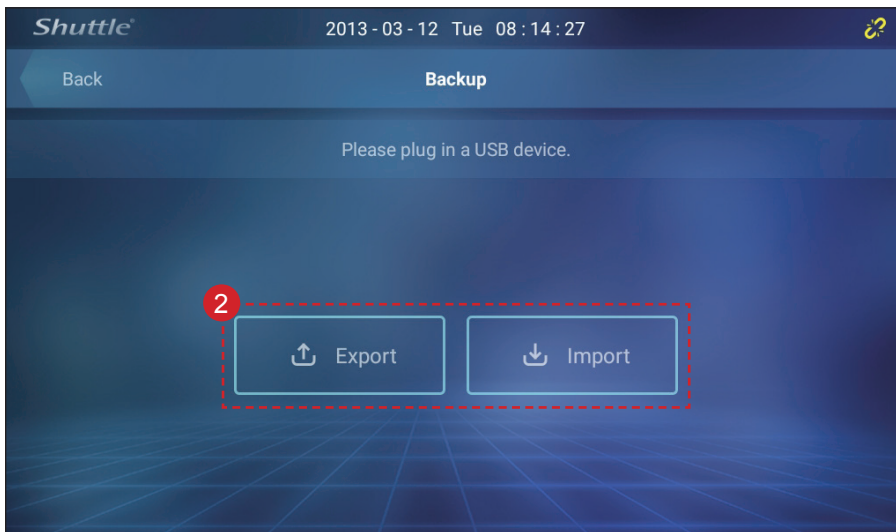 Shuttle® 2013 - 03 - 12 Tue 08 : 14 : 27
Back Backup
Please plug in a USB device.
2
Export Import